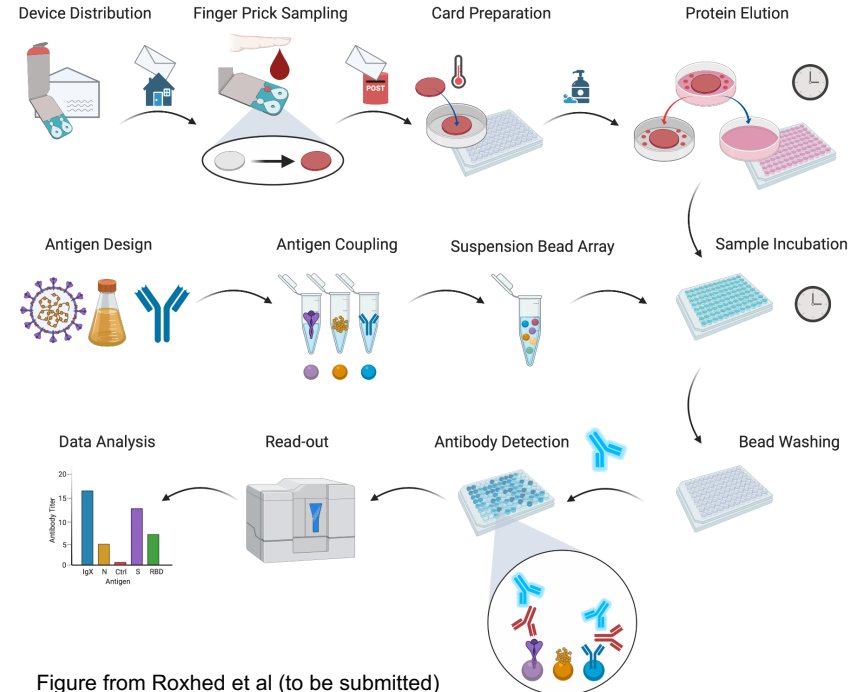 Device Distribution
Finger Prick Sampling
Card Preparation
Protein Elution
POST
Antigen Design
Antigen Coupling
Suspension Bead Array
Sample Incubation
Data Analysis
Read-out
Antibody Detection
Bead Washing
20
15
10
5
0
Antibody Titer
IgX N Ctrl S RBD
Antigen
Figure from Roxhed et al (to be submitted)